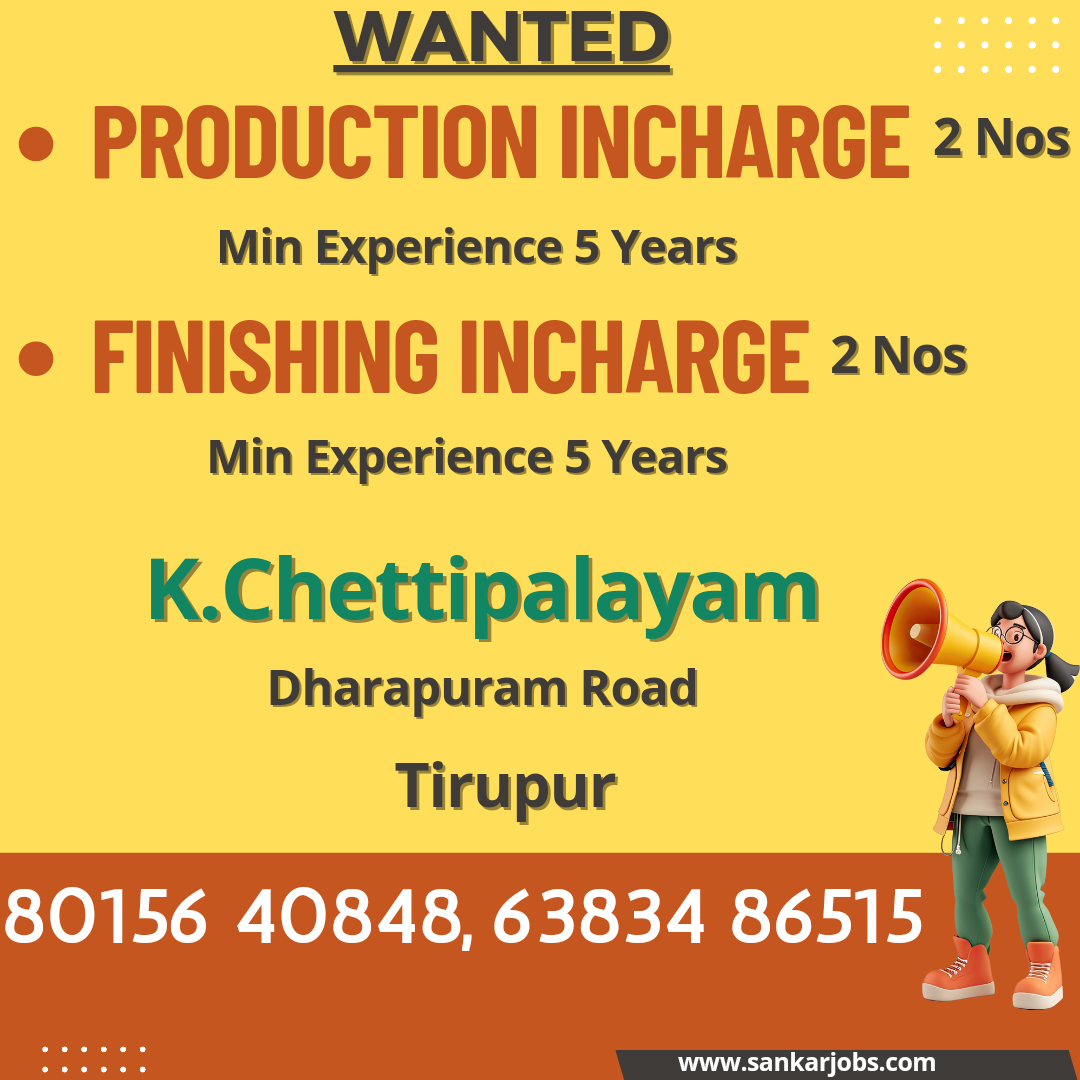 WANTED
• PRODUCTION INCHARGE 2 Nos
Min Experience 5 Years
• FINISHING INCHARGE 2 Nos
Min Experience 5 Years
K.Chettipalayam
Dharapuram Road
Tirupur
80156 40848, 63834 86515
www.sankarjobs.com